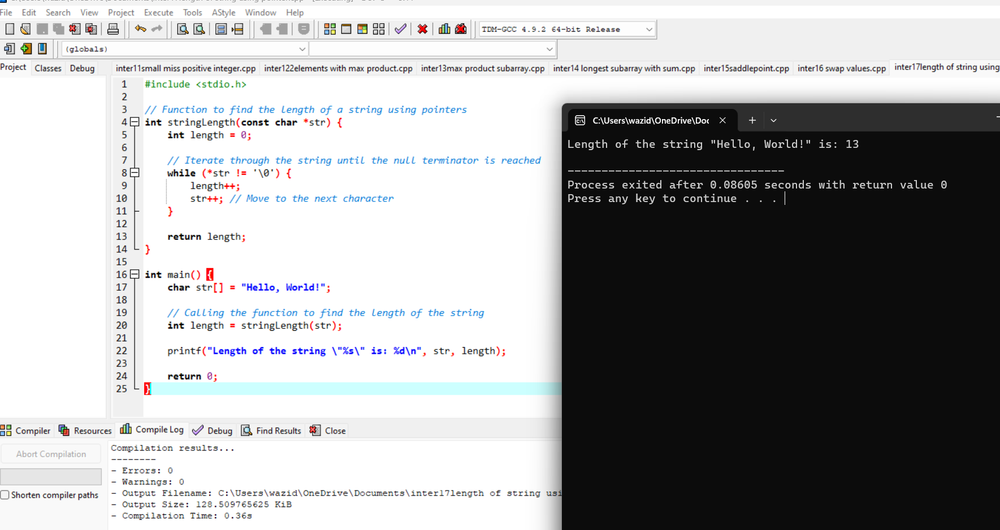 File Edit Search View Project Execute Tools AStyle Window Help
TDM-GCC 4.9.2 64-bit Release
(globals)
Project Classes Debug
inter11small miss positive integer.cpp inter122elements with max product.cpp inter13max product subarray.cpp inter14 longest subarray with sum.cpp inter15saddlepoint.cpp inter16 swap values.cpp inter17length of string using
1 #include <stdio.h>
2
3 // Function to find the length of a string using pointers
4 int stringLength(const char *str) {
5 int length = 0;
6
7 // Iterate through the string until the null terminator is reached
8 while (*str != '\0') {
9 length++;
10 str++; // Move to the next character
11 }
12
13 return length;
14 }
15
16 int main() {
17 char str[] = "Hello, World!";
18
19 // Calling the function to find the length of the string
20 int length = stringLength(str);
21
22 printf("Length of the string \"%s\" is: %d\n", str, length);
23
24 return 0;
25 }
C:\Users\wazid\OneDrive\Doc
Length of the string "Hello, World!" is: 13
--------------------------------
Process exited after 0.08605 seconds with return value 0
Press any key to continue . . .
Compiler Resources Compile Log Debug Find Results Close
Abort Compilation
Shorten compiler paths
Compilation results...
--------
- Errors: 0
- Warnings: 0
- Output Filename: C:\Users\wazid\OneDrive\Documents\inter17length of string usi
- Output Size: 128.509765625 KiB
- Compilation Time: 0.36s